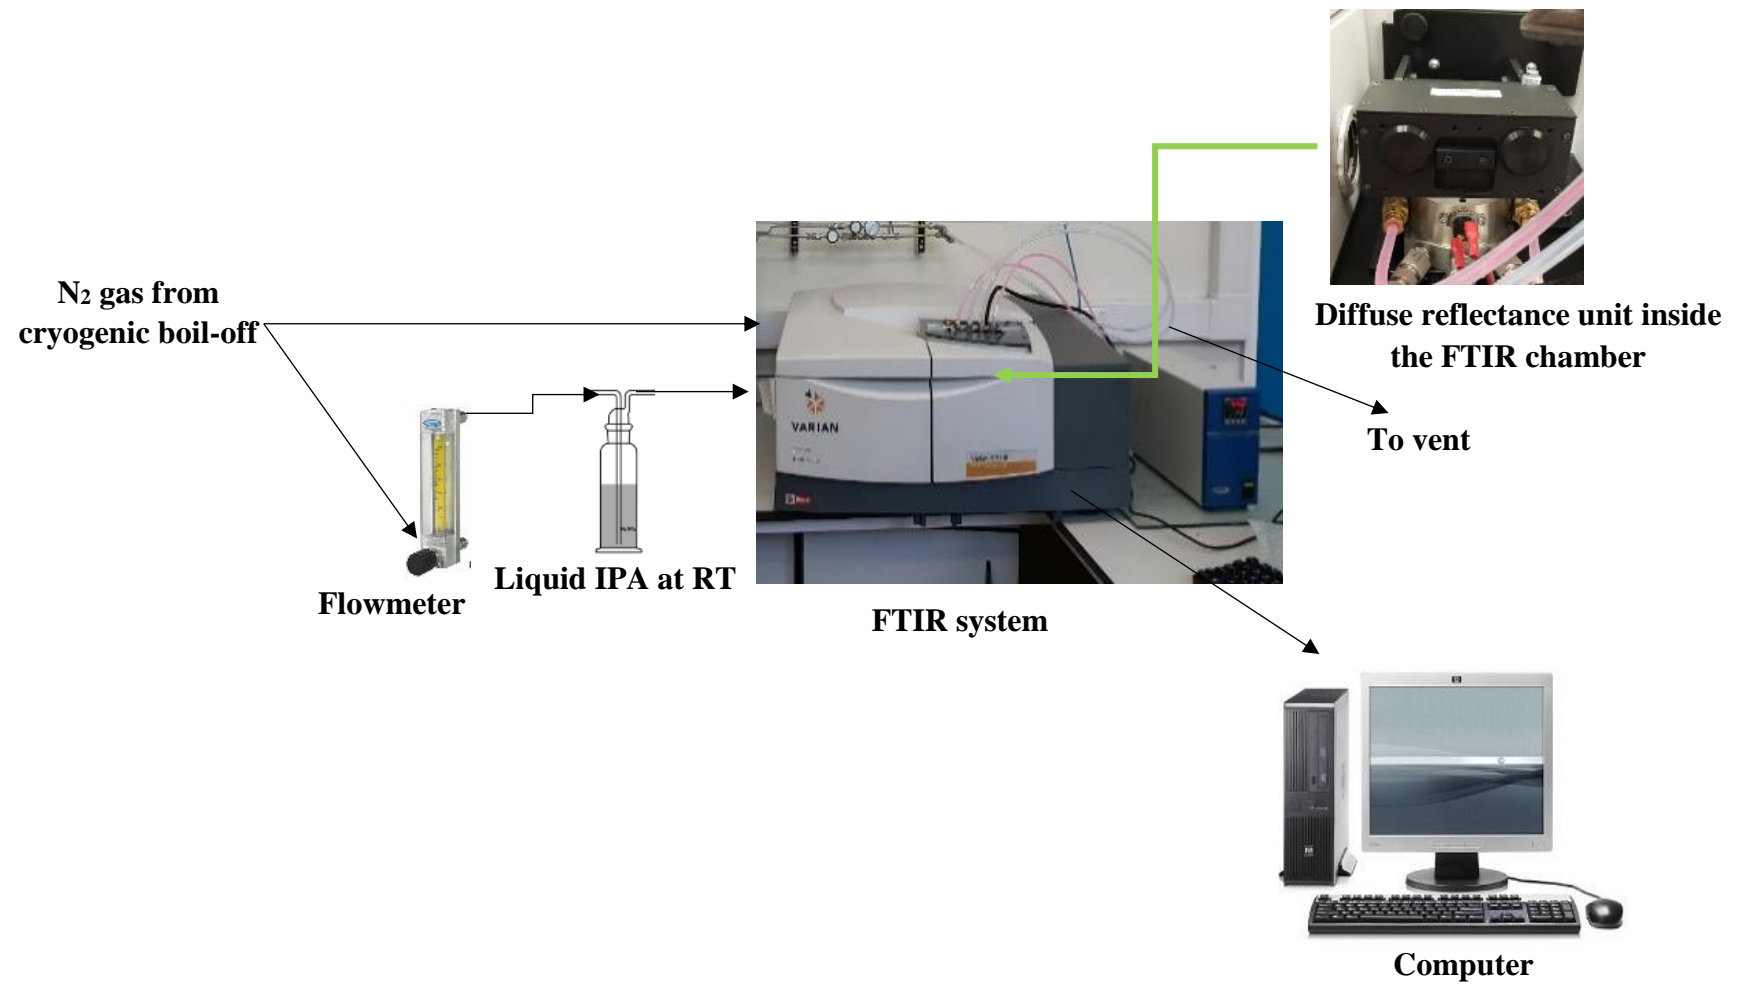 N2 gas from
cryogenic boil-off
Flowmeter
Liquid IPA at RT
VARIAN
FTIR system
Diffuse reflectance unit inside
the FTIR chamber
To vent
Computer